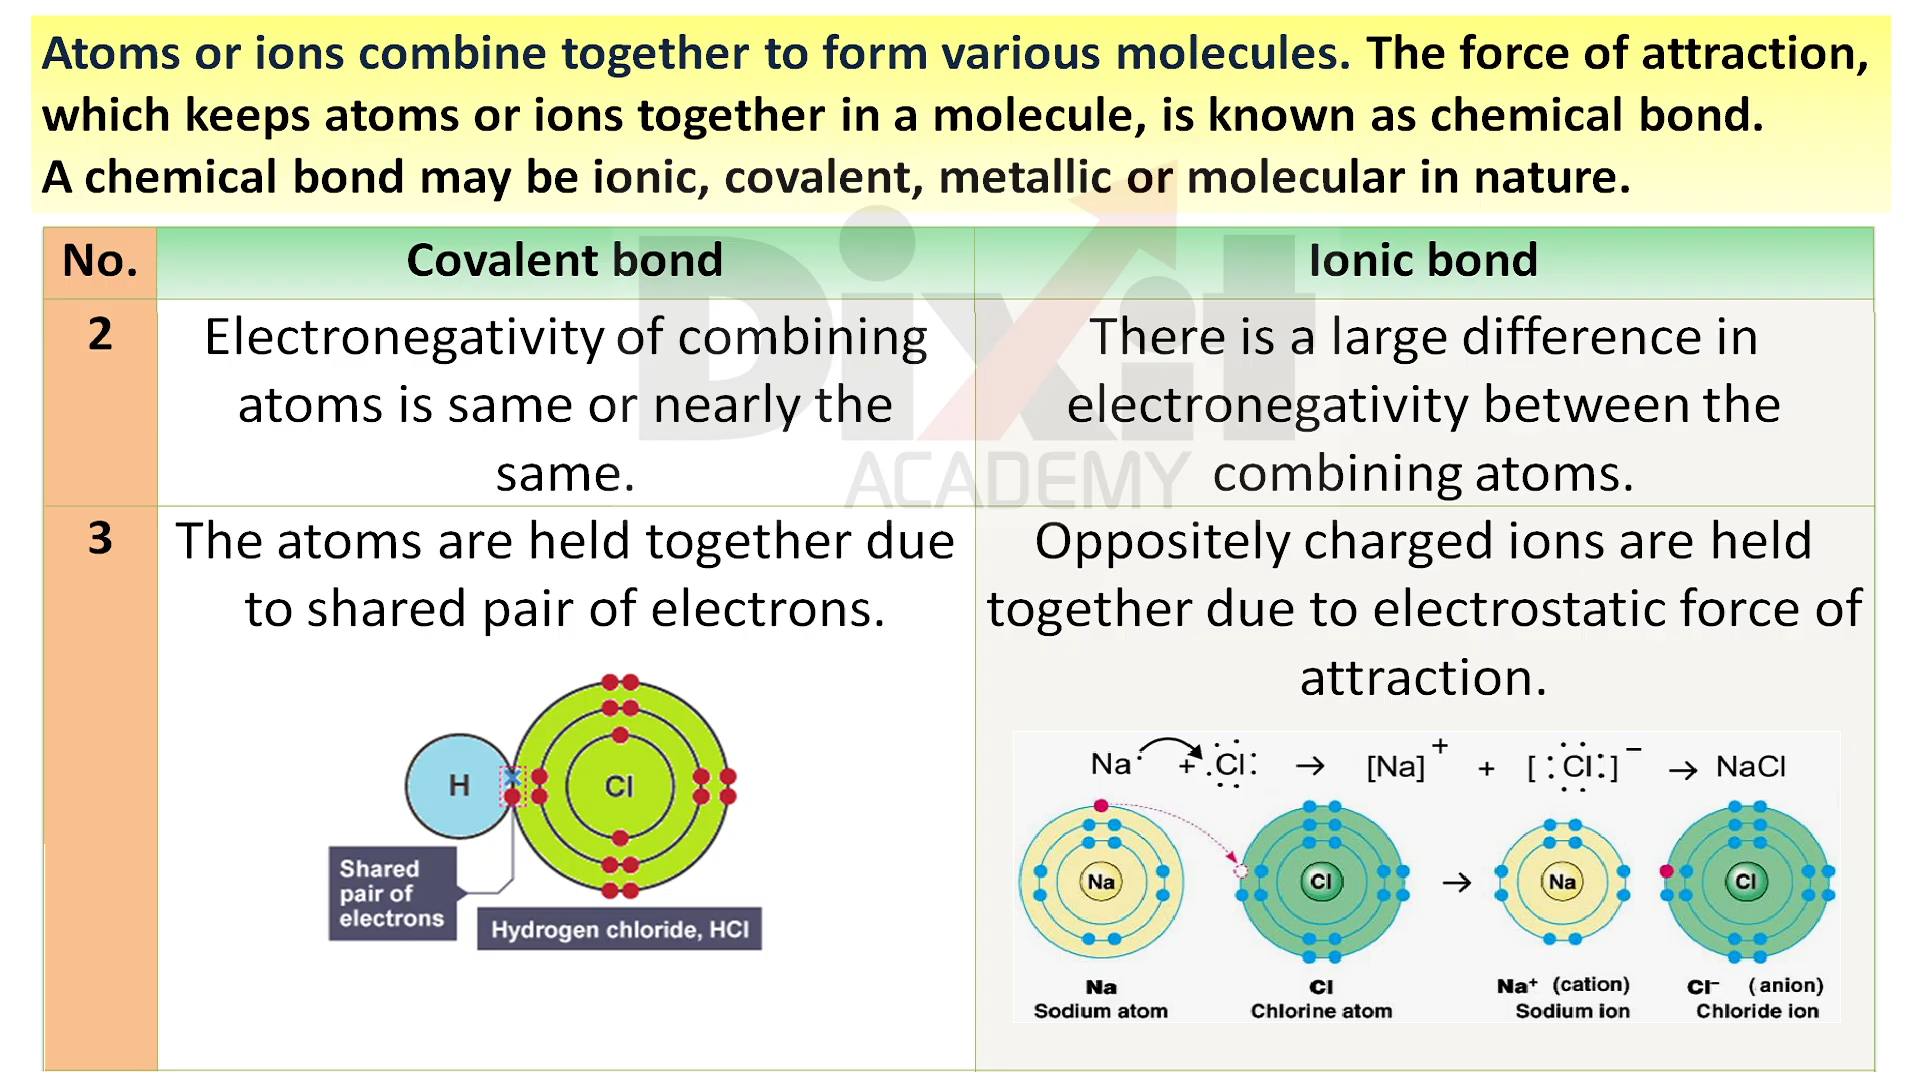 Atoms or ions combine together to form various molecules. The force of attraction,
which keeps atoms or ions together in a molecule, is known as chemical bond.
A chemical bond may be ionic, covalent, metallic or molecular in nature.
No. Covalent bond Ionic bond
2 Electronegativity of combining
atoms is same or nearly the
same.
There is a large difference in
electronegativity between the
combining atoms.
Dixit
ACADEMY
3 The atoms are held together due
to shared pair of electrons.
H Cl
Shared
pair of
electrons
Hydrogen chloride, HCl
Oppositely charged ions are held
together due to electrostatic force of
attraction.
Na + Cl → [Na]+ + [Cl]− → NaCl
Na Cl → Na Cl
Na
Sodium atom
Cl
Chlorine atom
Na+ (cation)
Sodium ion
Cl− (anion)
Chloride ion